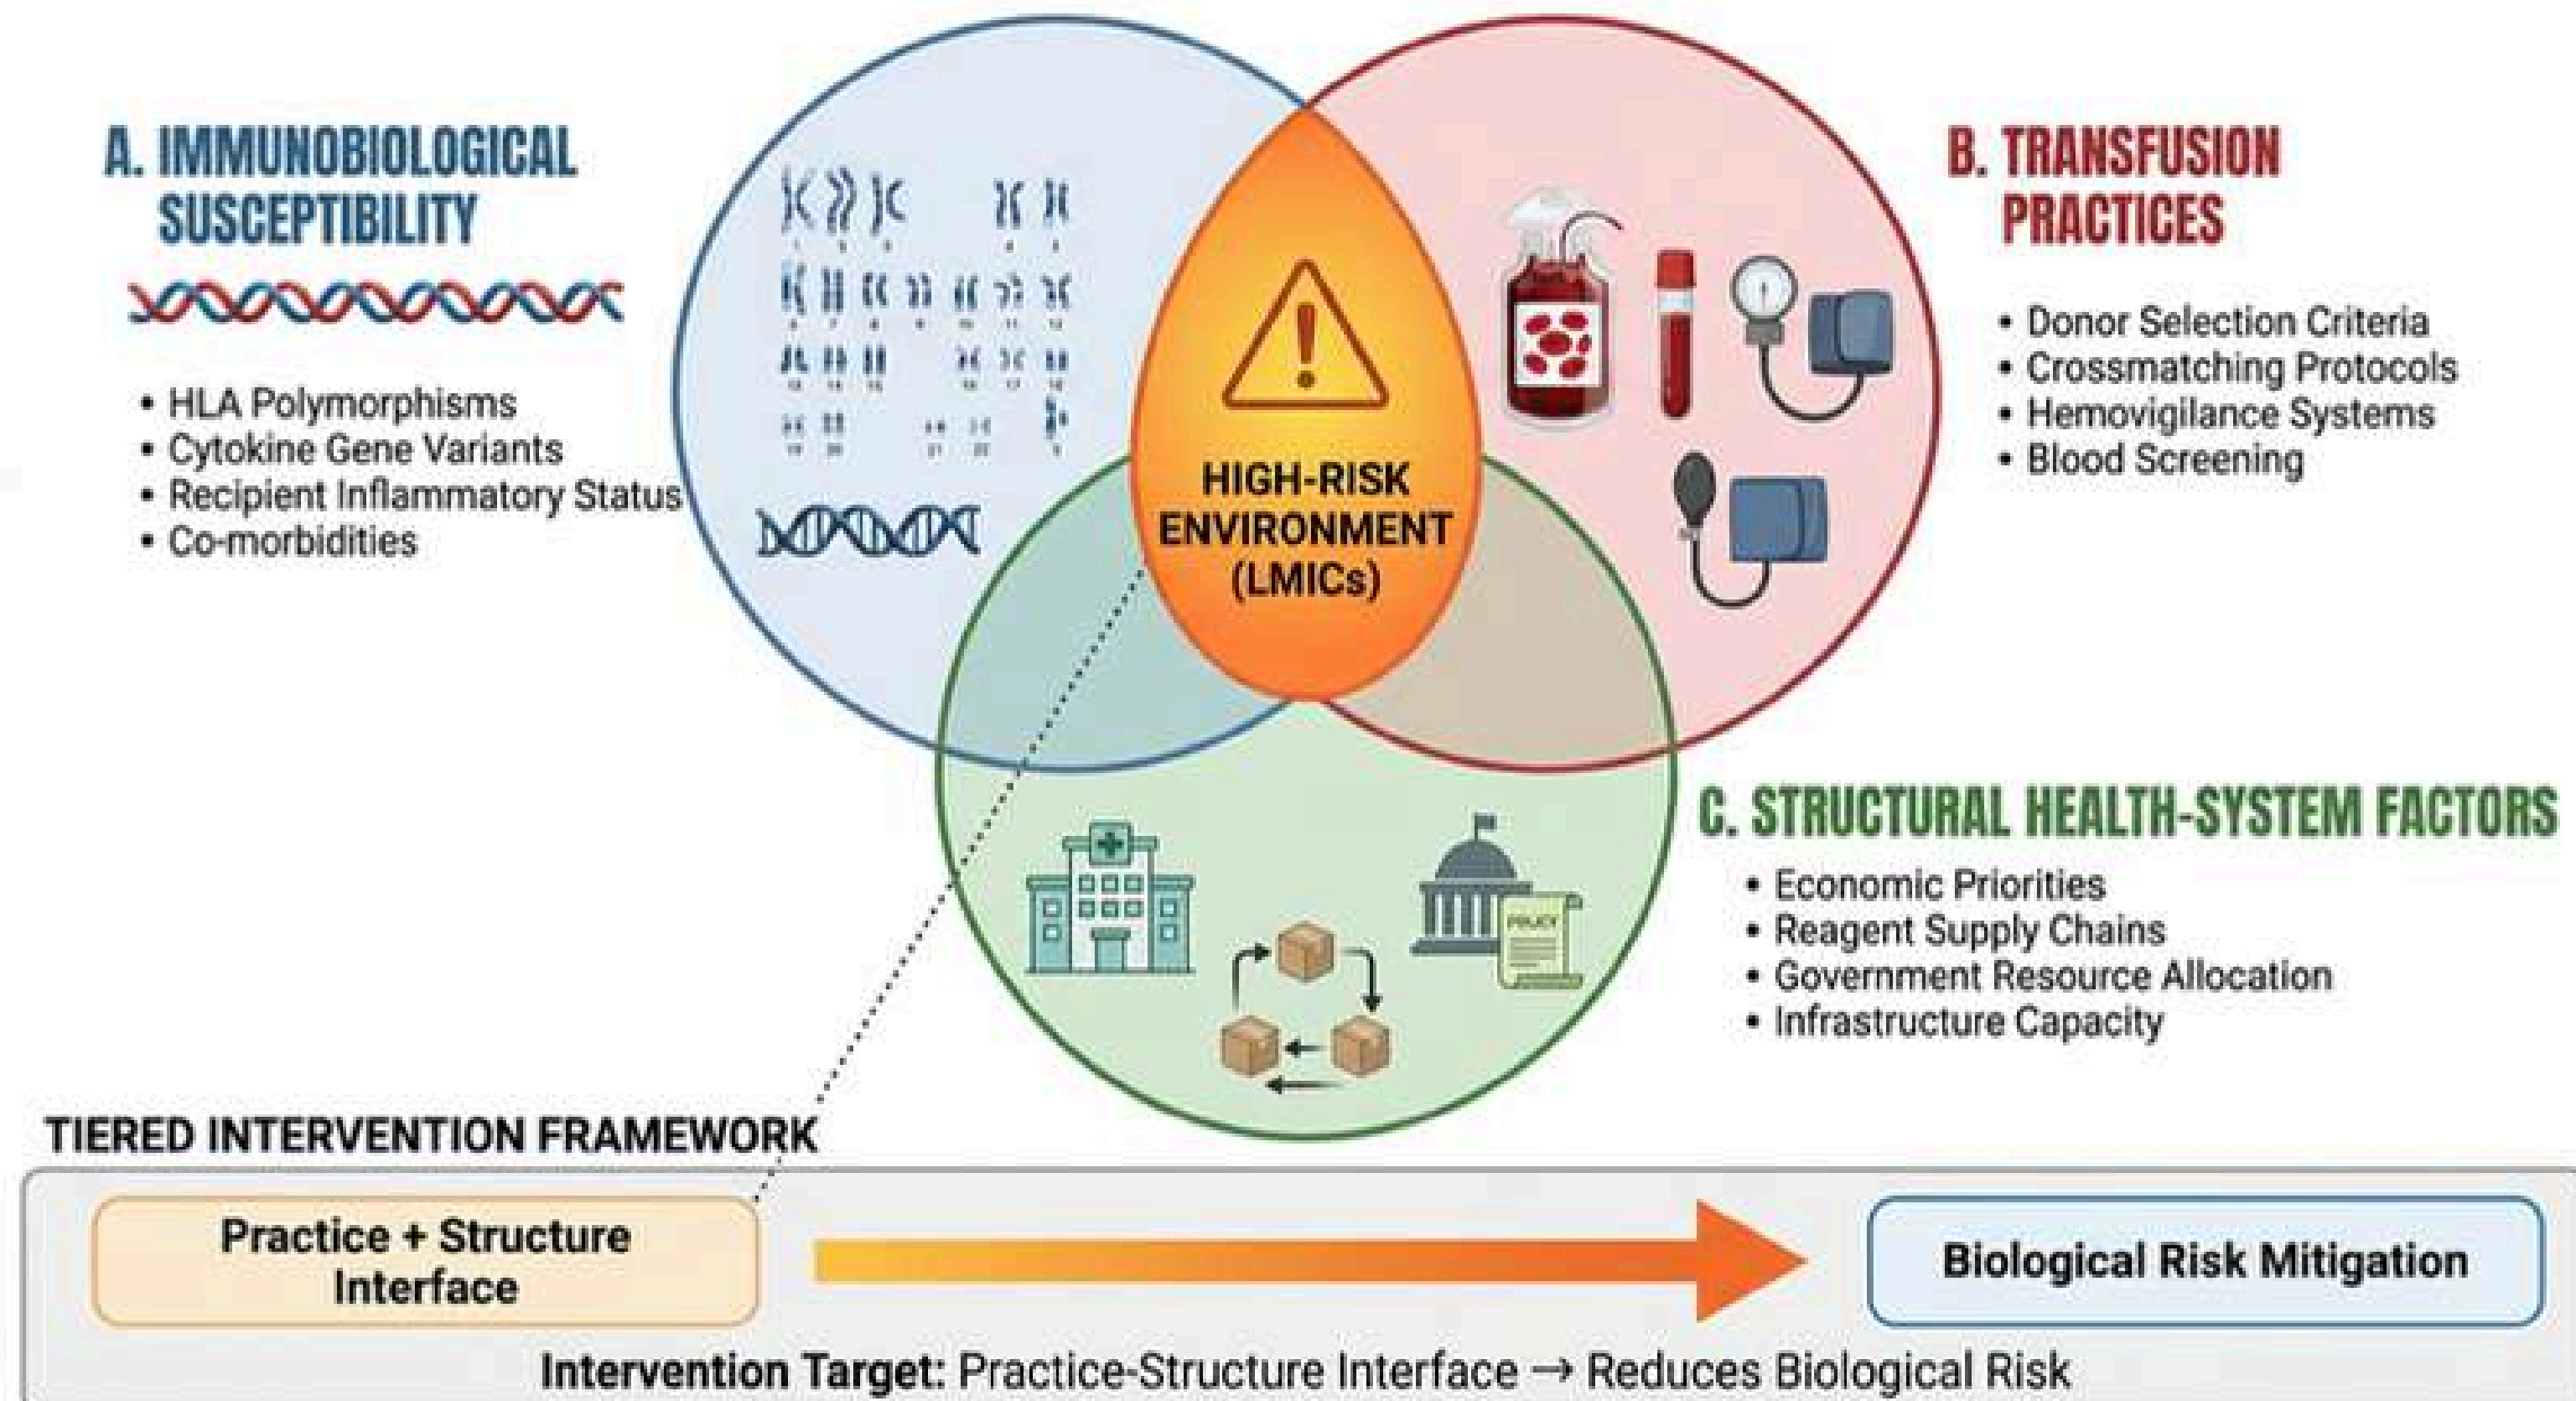 A. IMMUNOBIOLOGICAL
SUSCEPTIBILITY
• HLA Polymorphisms
• Cytokine Gene Variants
• Recipient Inflammatory Status
• Co-morbidities
B. TRANSFUSION
PRACTICES
• Donor Selection Criteria
• Crossmatching Protocols
• Hemovigilance Systems
• Blood Screening
HIGH-RISK
ENVIRONMENT
(LMICs)
C. STRUCTURAL HEALTH-SYSTEM FACTORS
• Economic Priorities
• Reagent Supply Chains
• Government Resource Allocation
• Infrastructure Capacity
POLICY
TIERED INTERVENTION FRAMEWORK
Practice + Structure
Interface
Biological Risk Mitigation
Intervention Target: Practice-Structure Interface → Reduces Biological Risk